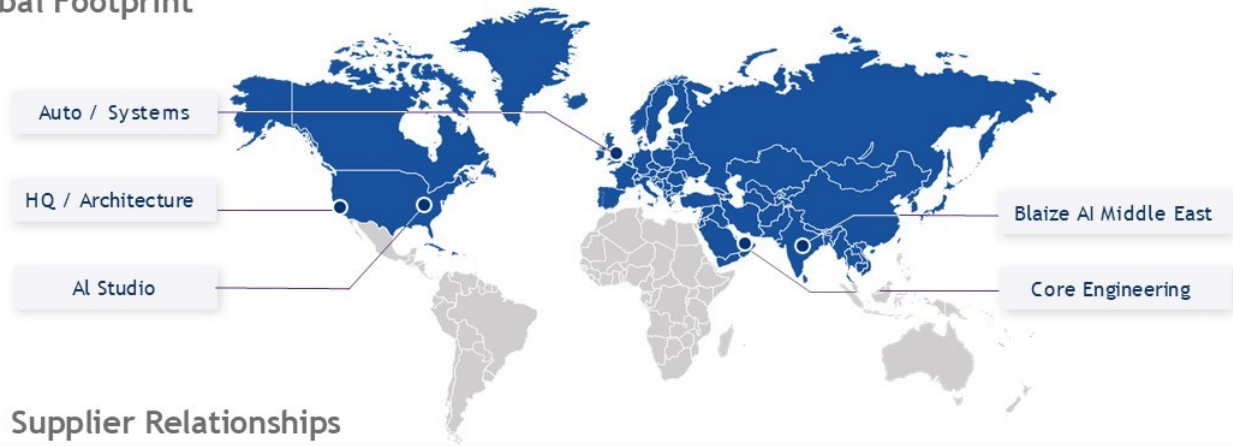 bal Footprint
Auto / Systems
HQ / Architecture
Blaize AI Middle East
AI Studio
Core Engineering
Supplier Relationships